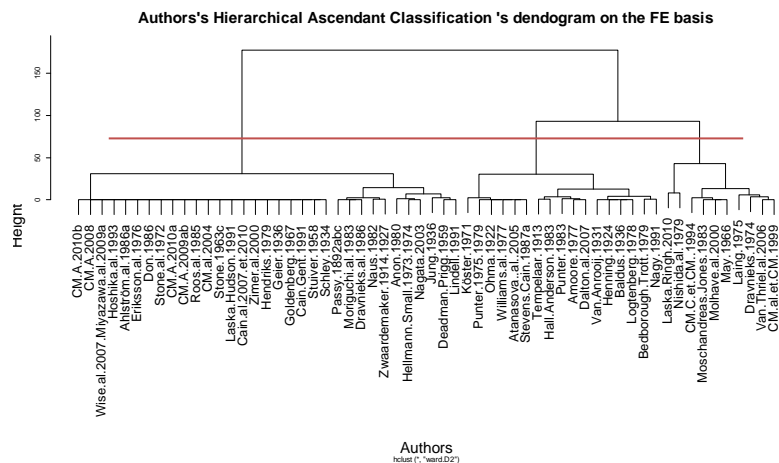 Authors's Hierarchical Ascendant Classification 's dendogram on the FE basis
Height
0
50
100
150
CM.A.2010b
CM.A.2008
Wise.al.2007.Miyazawa.al.2009a
Hoshika.al.1993
Ahlström.al.1986a
Eriksson.al.1976
Don.1986
Stone.al.1972
CM.A.2010a
CM.A.2009ab
Roos.al.1985
CM.al.2004
Stone.1963c
Laska.Hudson.1991
Cain.al.2007.et.2010
Zimer.al.2000
Hendriks.1979
Geier.1936
Goldenberg.1967
Cain.Gent.1991
Stuiver.1958
Schley.1934
Passy.1892abc
Moriguchi.1983
Dravnieks.al.1986
Naus.1982
Zwaardemaker.1914.1927
Anon.1980
Hellmann.Small.1973.1974
Nagata.2003
Jung.1936
Deadman.Prigg.1959
Lindell.1991
Köster.1971
Punter.1975.1979
Ohma.1922
Williams.al.1977
Atanasova..al..2005
Stevens.Cain.1987a
Tempelaar.1913
Hall.Anderson.1983
Punter.1983
Amoore.1977
Dalton.al.2007
Van.Anrooij.1931
Henning.1924
Baldus.1936
Logtenberg.1978
Bedborough.Trott.1979
Nagy.1991
Laska.Ringh.2010
Nishida.al.1979
CM.C.et.CM..1994
Moschandreas.Jones.1983
Molhave.al.2009
May.1966
Laing.1975
Dravnieks.1974
Van.Thriel.al.2006
CM.al.et.CM.1999
Authors
hclust (*, "ward.D2")